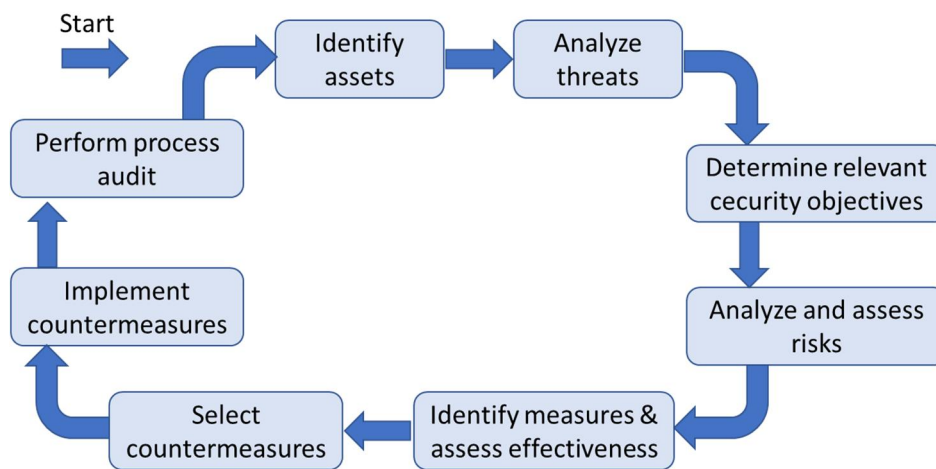 Start
Identify
assets
Analyze
threats
Determine relevant
cecurity objectives
Analyze and assess
risks
Identify measures &
assess effectiveness
Select
countermeasures
Implement
countermeasures
Perform process
audit